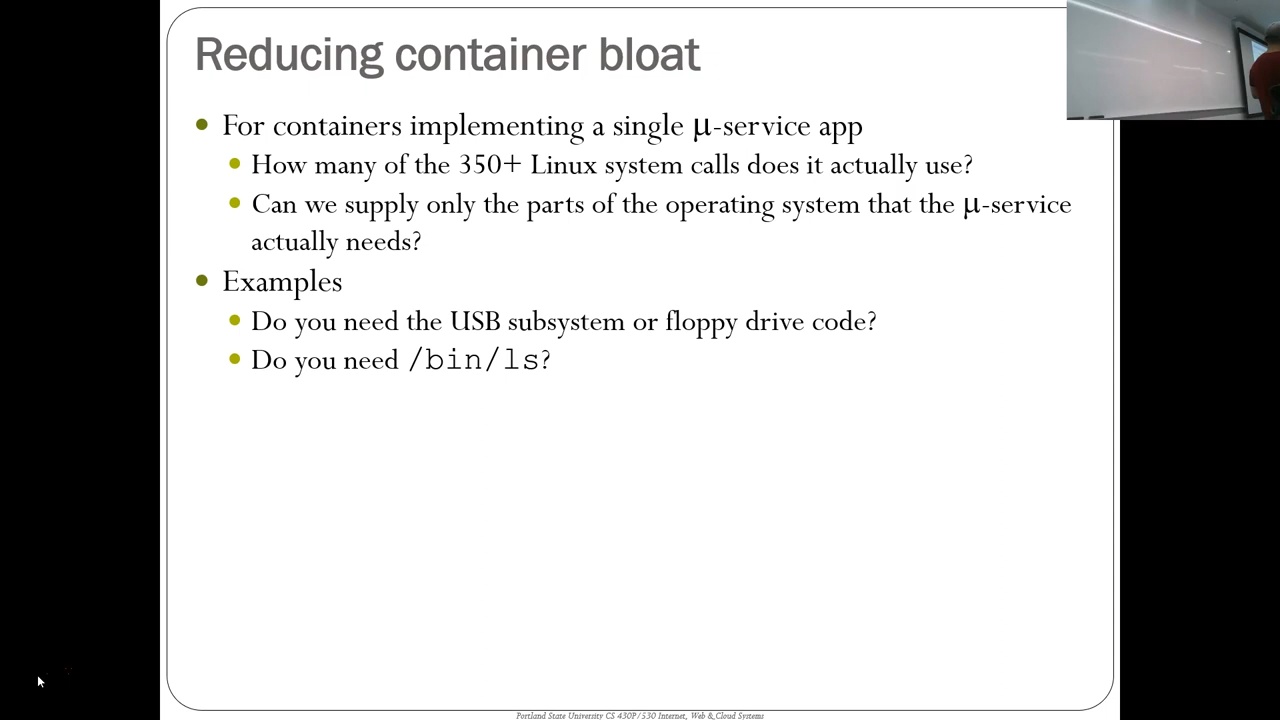 Reducing container bloat
For containers implementing a single μ-service app
How many of the 350+ Linux system calls does it actually use?
Can we supply only the parts of the operating system that the μ-service
actually needs?
Examples
Do you need the USB subsystem or floppy drive code?
Do you need /bin/ls?
Portland State University CS 430P/530 Internet, Web & Cloud Systems